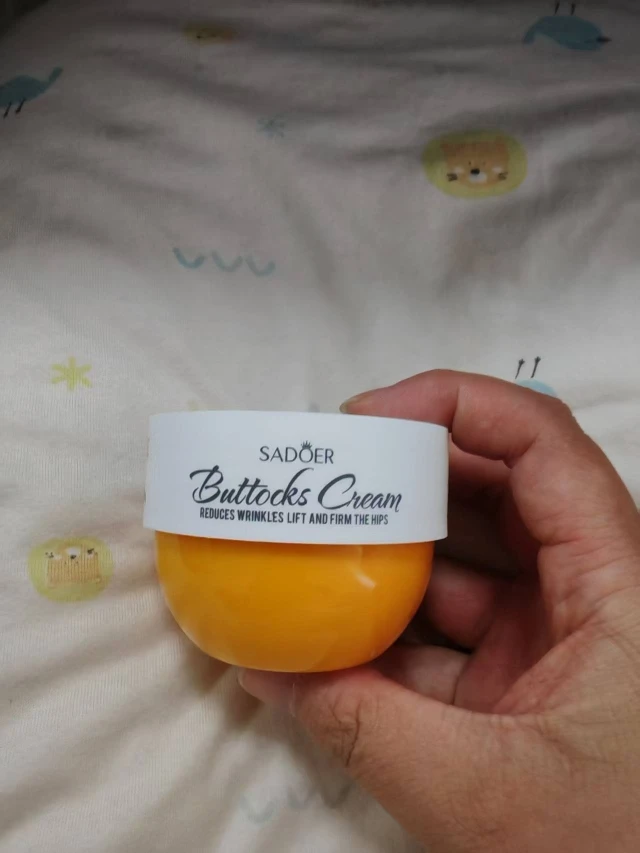 SADOER
Buttocks Cream
REDUCES WRINKLES LIFT AND FIRM THE HIPS